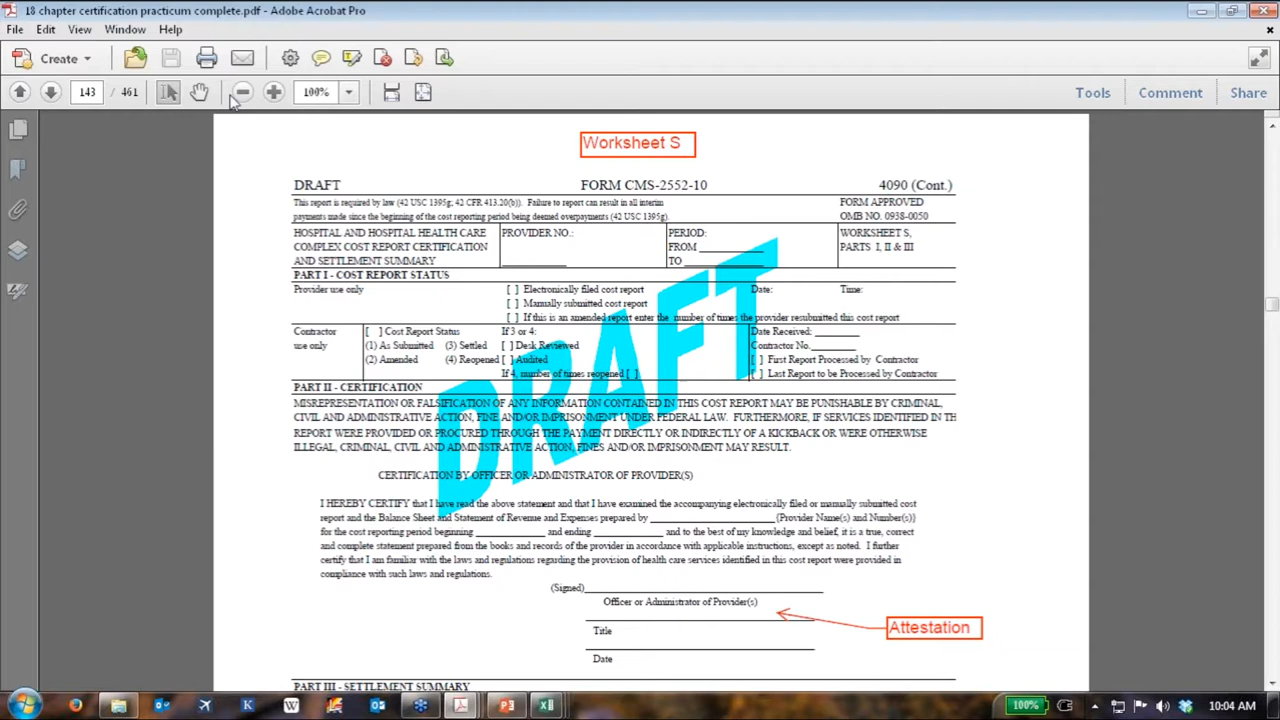 18 chapter certification practicum complete.pdf - Adobe Acrobat Pro
File Edit View Window Help
Create
143 / 461 100% Tools Comment Share
Worksheet S
DRAFT FORM CMS-2552-10 4090 (Cont.)
This report is required by law (42 USC 1395g; 42 CFR 413.20(b)). Failure to report can result in all interim FORM APPROVED
payments made since the beginning of the cost reporting period being deemed overpayments (42 USC 1395g). OMB NO. 0938-0050
HOSPITAL AND HOSPITAL HEALTH CARE PROVIDER NO.: PERIOD: WORKSHEET S,
COMPLEX COST REPORT CERTIFICATION FROM ________ PARTS I, II & III
AND SETTLEMENT SUMMARY ________ TO ________
PART I - COST REPORT STATUS
Provider use only [ ] Electronically filed cost report Date: Time:
[ ] Manually submitted cost report
[ ] If this is an amended report enter the number of times the provider resubmitted this cost report
Contractor [ ] Cost Report Status If 3 or 4: Date Received: ________
use only (1) As Submitted (3) Settled [ ] Desk Reviewed Contractor No.________
(2) Amended (4) Reopened [ ] Audited [ ] First Report Processed by Contractor
If 4, number of times reopened [ ] [ ] Last Report to be Processed by Contractor
PART II - CERTIFICATION
MISREPRESENTATION OR FALSIFICATION OF ANY INFORMATION CONTAINED IN THIS COST REPORT MAY BE PUNISHABLE BY CRIMINAL,
CIVIL AND ADMINISTRATIVE ACTION, FINE AND/OR IMPRISONMENT UNDER FEDERAL LAW. FURTHERMORE, IF SERVICES IDENTIFIED IN TH
REPORT WERE PROVIDED OR PROCURED THROUGH THE PAYMENT DIRECTLY OR INDIRECTLY OF A KICKBACK OR WERE OTHERWISE
ILLEGAL, CRIMINAL, CIVIL AND ADMINISTRATIVE ACTION, FINES AND/OR IMPRISONMENT MAY RESULT.
CERTIFICATION BY OFFICER OR ADMINISTRATOR OF PROVIDER(S)
I HEREBY CERTIFY that I have read the above statement and that I have examined the accompanying electronically filed or manually submitted cost
report and the Balance Sheet and Statement of Revenue and Expenses prepared by ________ (Provider Name(s) and Number(s))
for the cost reporting period beginning ________ and ending ________ and to the best of my knowledge and belief, it is a true, correct
and complete statement prepared from the books and records of the provider in accordance with applicable instructions, except as noted. I further
certify that I am familiar with the laws and regulations regarding the provision of health care services identified in this cost report were provided in
compliance with such laws and regulations.
(Signed)________
Officer or Administrator of Provider(s)
Attestation
Title
Date
PART III - SETTLEMENT SUMMARY
DRAFT
100% 10:04 AM